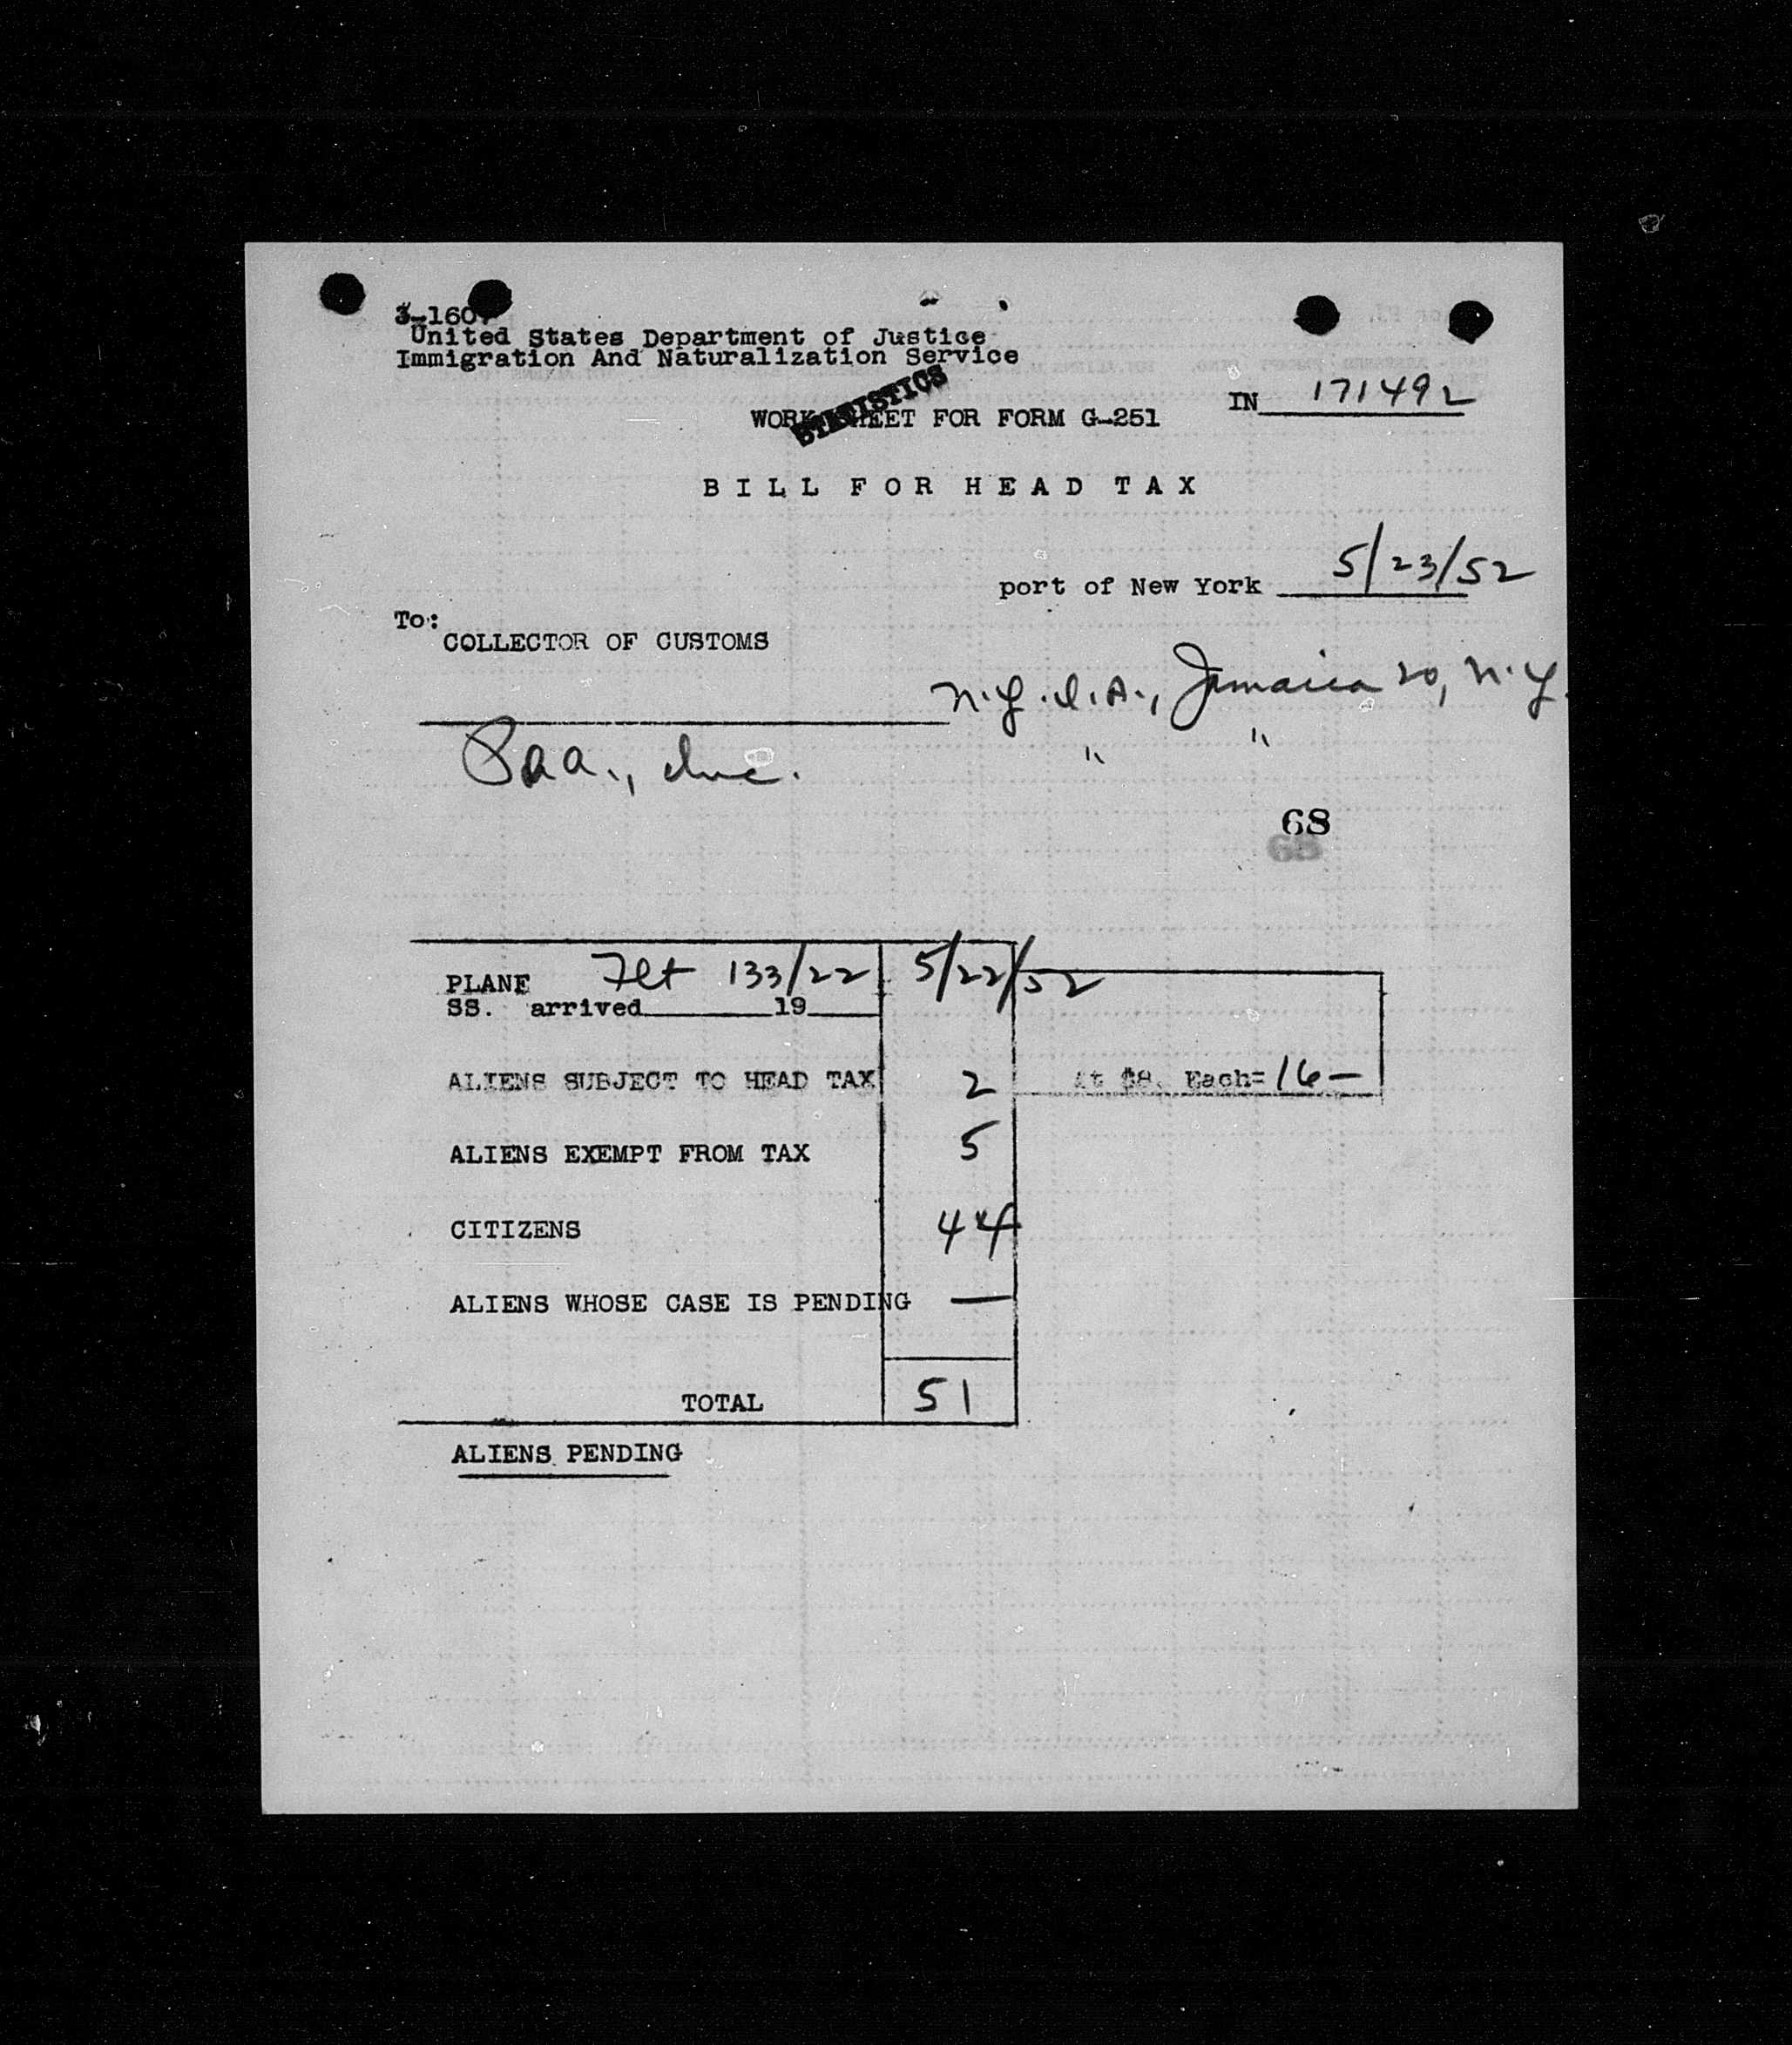 3-1607
United States Department of Justice
Immigration And Naturalization Service
STATISTICS
WORK SHEET FOR FORM G-251
IN 171492
BILL FOR HEAD TAX
port of New York 5/23/52
To:
COLLECTOR OF CUSTOMS
N.Y.I.A., Jamaica 20, N.Y.
Paa., Inc. " "
68
68
PLANE Flt 133/22 5/22/52
SS. arrived 19
ALIENS SUBJECT TO HEAD TAX 2 At $8. Each= 16—
ALIENS EXEMPT FROM TAX 5
CITIZENS 44
ALIENS WHOSE CASE IS PENDING —
TOTAL 51
ALIENS PENDING